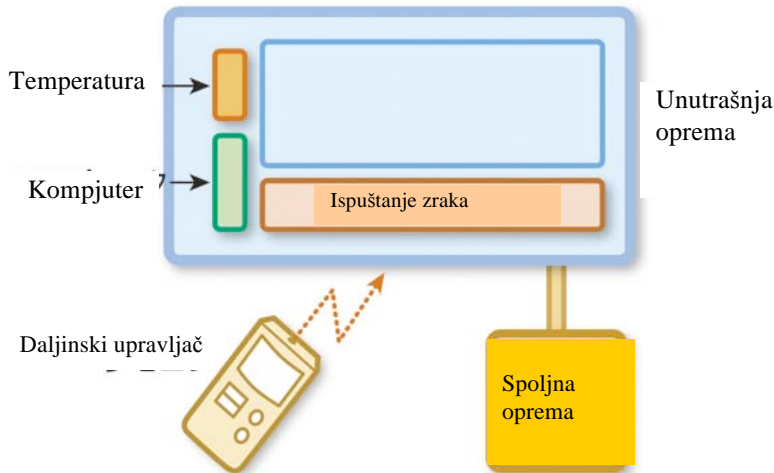 Temperatura
Unutrašnja
oprema
Kompjuter
Ispuštanje zraka
Daljinski upravljač
Spoljna
oprema